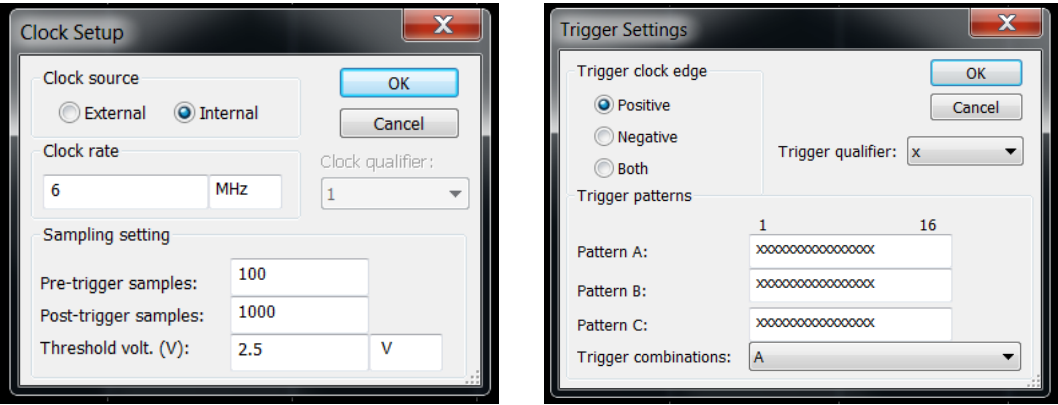 Clock Setup
X
Clock source
OK
External
Internal
Cancel
Clock rate
Clock qualifier:
6
MHz
1
Sampling setting
Pre-trigger samples:
100
Post-trigger samples:
1000
Threshold volt. (V):
2.5
V
Trigger Settings
X
Trigger clock edge
OK
Positive
Cancel
Negative
Trigger qualifier:
x
Both
Trigger patterns
1 16
Pattern A:
xxxxxxxxxxxxxxxx
Pattern B:
xxxxxxxxxxxxxxxx
Pattern C:
xxxxxxxxxxxxxxxx
Trigger combinations:
A